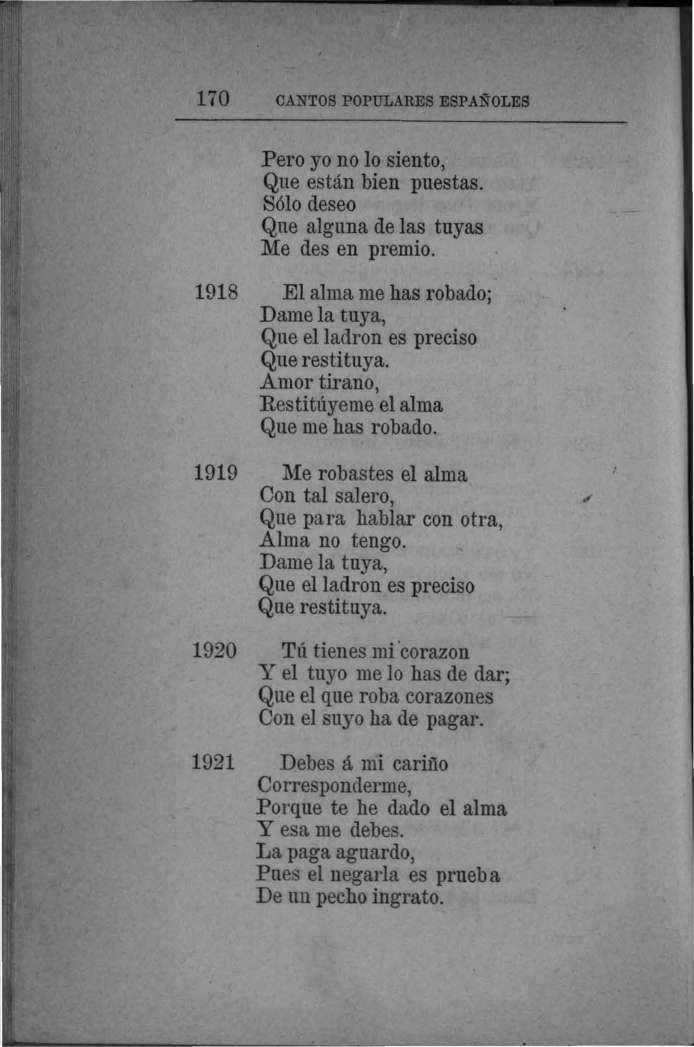 170 CANTOS POPULARES ESPAÑOLES
Pero yo no lo siento,
Que están bien puestas.
Sólo deseo
Que alguna de las tuyas
Me des en premio.
1918 El alma me has robado;
Dame la tuya,
Que el ladron es preciso
Que restituya.
Amor tirano,
Restitúyeme el alma
Que me has robado.
1919 Me robastes el alma
Con tal salero,
Que para hablar con otra,
Alma no tengo.
Dame la tuya,
Que el ladron es preciso
Que restituya.
1920 Tú tienes mi corazon
Y el tuyo me lo has de dar;
Que el que roba corazones
Con el suyo ha de pagar.
1921 Debes á mi cariño
Corresponderme,
Porque te he dado el alma
Y esa me debes.
La paga aguardo,
Pues el negarla es prueba
De un pecho ingrato.